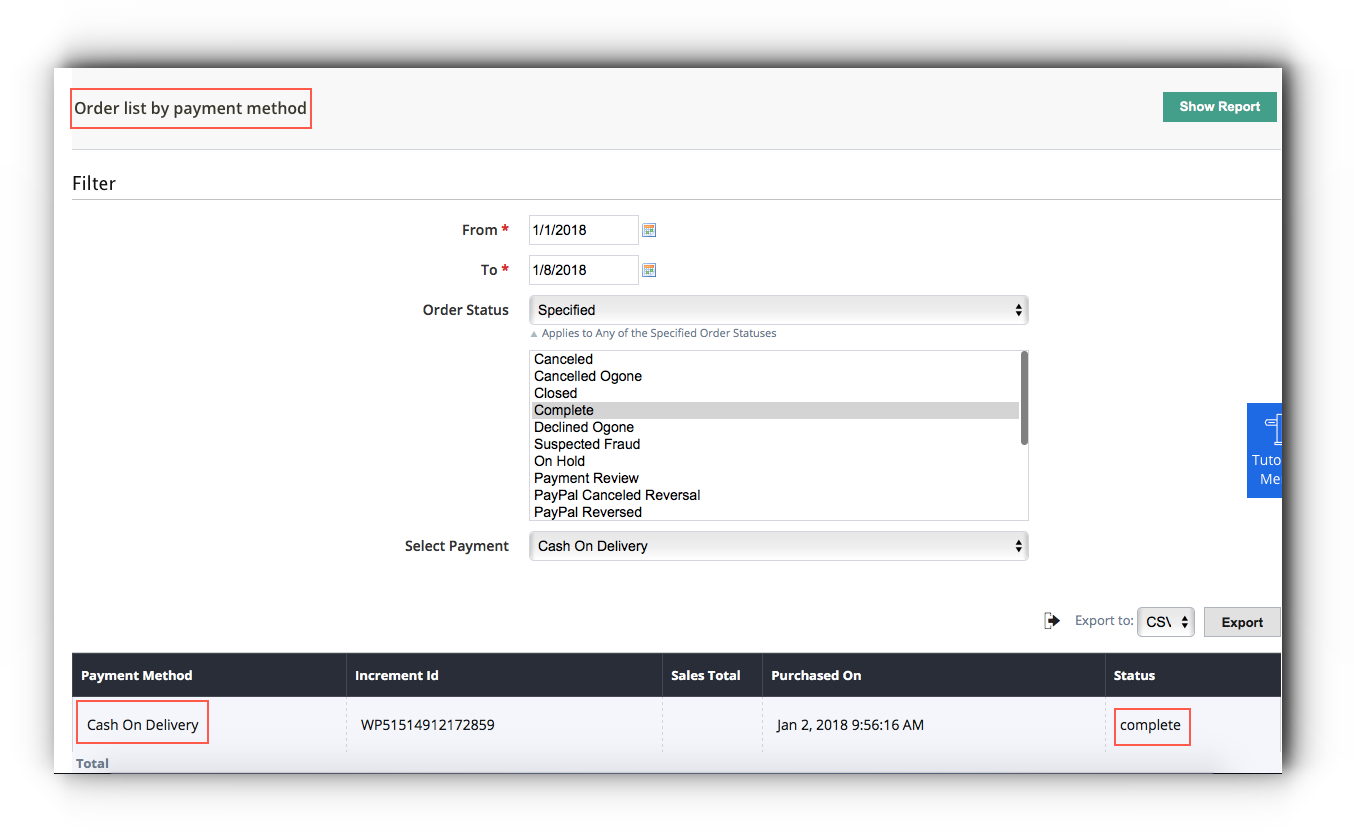 Order list by payment method
Show Report
Filter
From *
1/1/2018
To *
1/8/2018
Order Status
Specified
▲ Applies to Any of the Specified Order Statuses
Canceled
Cancelled Ogone
Closed
Complete
Declined Ogone
Suspected Fraud
On Hold
Payment Review
PayPal Canceled Reversal
PayPal Reversed
Tuto
Me
Select Payment
Cash On Delivery
Export to: CSV Export
Payment Method Increment Id Sales Total Purchased On Status
Cash On Delivery WP51514912172859 Jan 2, 2018 9:56:16 AM complete
Total